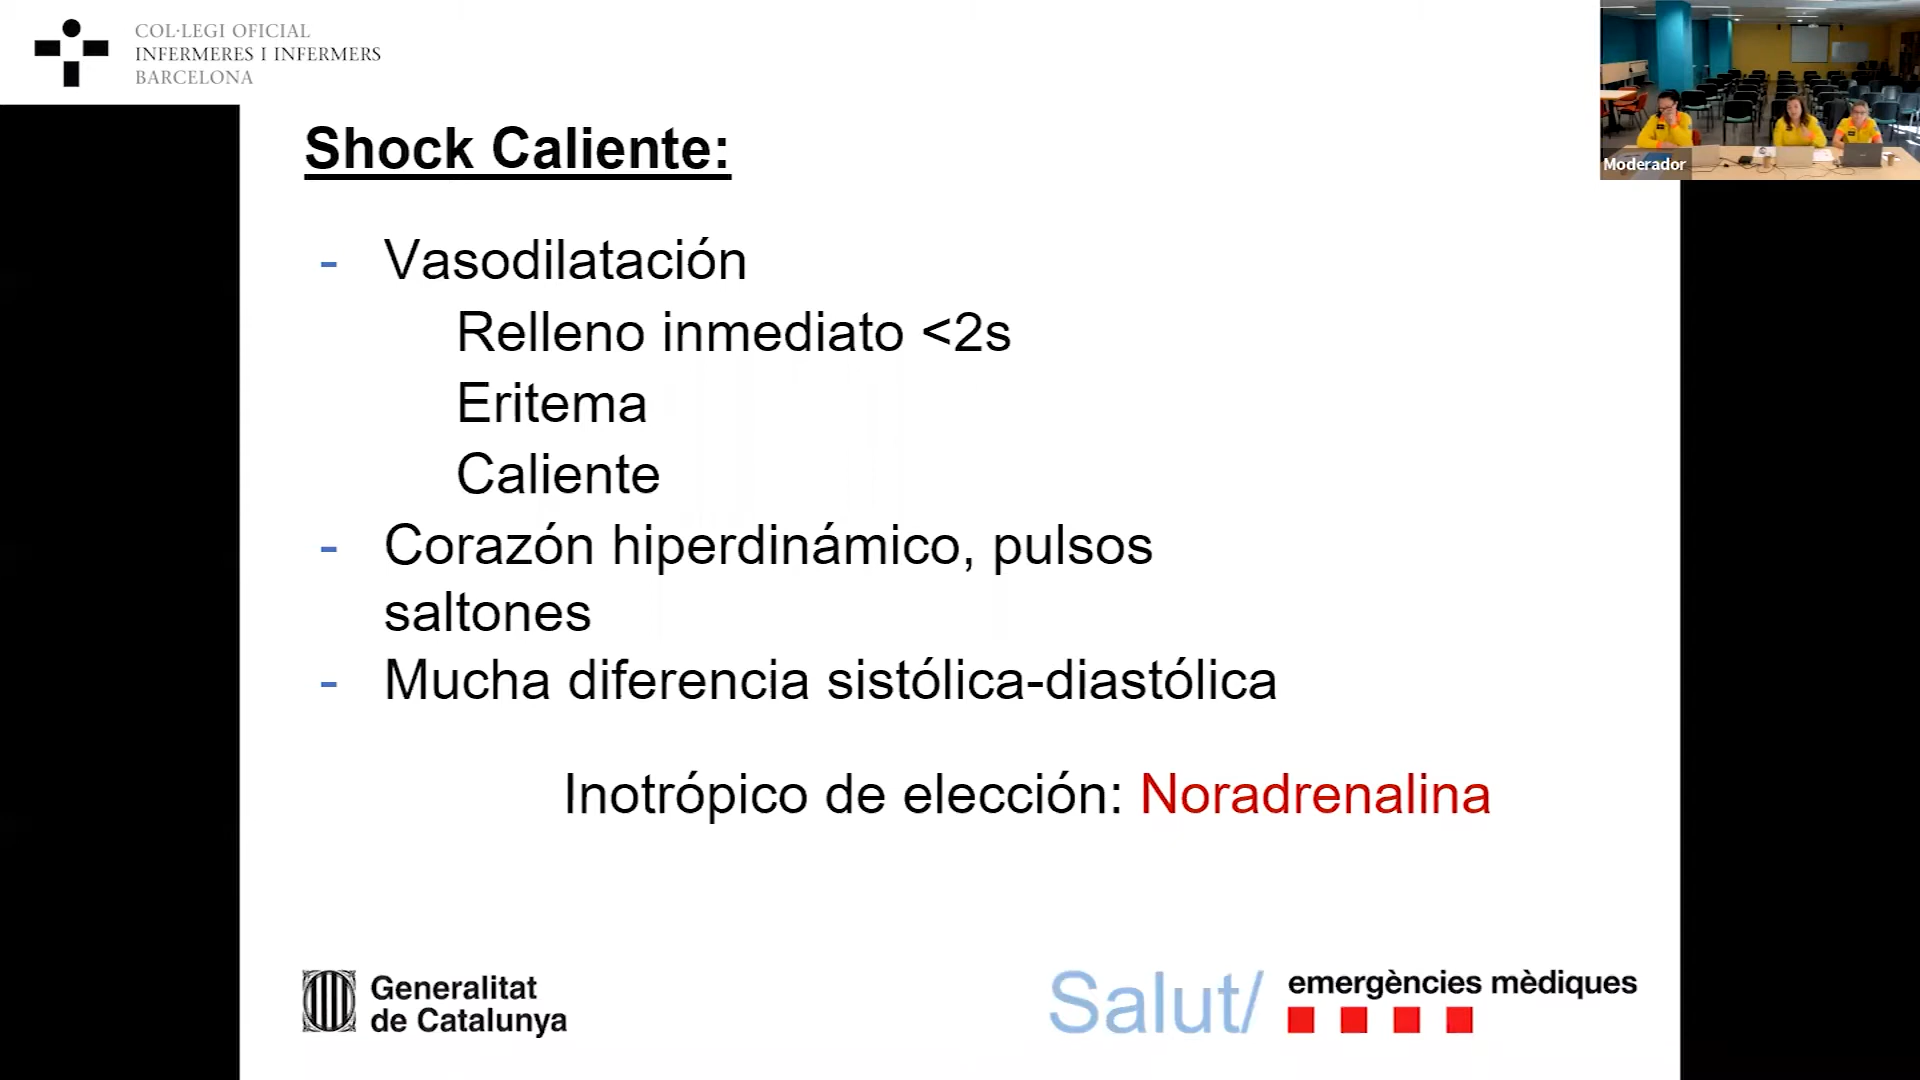 COL·LEGI OFICIAL
INFERMERES I INFERMERS
BARCELONA
Moderador
Shock Caliente:
- Vasodilatación
Relleno inmediato <2s
Eritema
Caliente
- Corazón hiperdinámico, pulsos
saltones
- Mucha diferencia sistólica-diastólica
Inotrópico de elección: Noradrenalina
Generalitat
de Catalunya
Salut/
emergències mèdiques